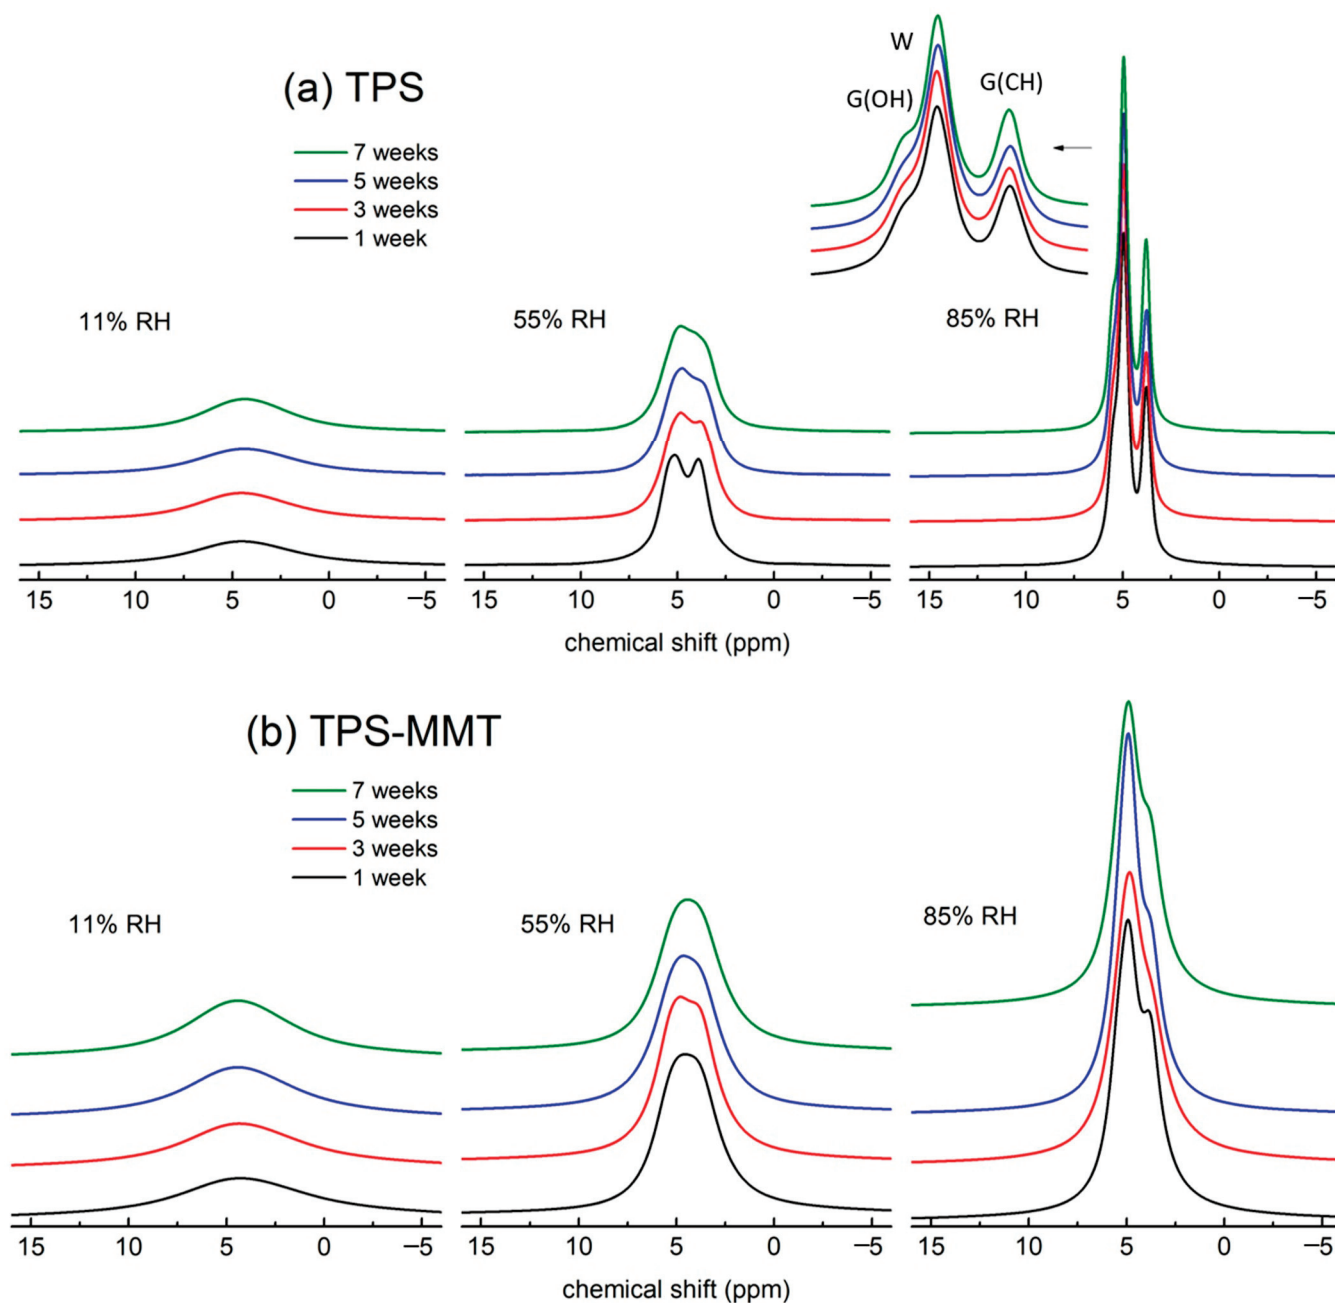 (a) TPS
7 weeks
5 weeks
3 weeks
1 week
W
G(OH)
G(CH)
11% RH
55% RH
85% RH
15 10 5 0 –5 15 10 5 0 –5 15 10 5 0 –5
chemical shift (ppm)
(b) TPS-MMT
7 weeks
5 weeks
3 weeks
1 week
11% RH
55% RH
85% RH
15 10 5 0 –5 15 10 5 0 –5 15 10 5 0 –5
chemical shift (ppm)